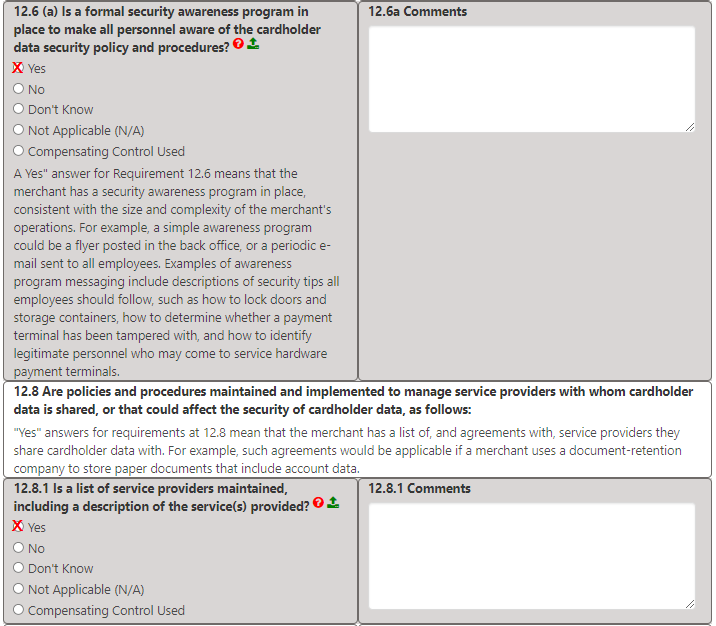 12.6 (a) Is a formal security awareness program in
place to make all personnel aware of the cardholder
data security policy and procedures?
Yes
No
Don't Know
Not Applicable (N/A)
Compensating Control Used
A Yes" answer for Requirement 12.6 means that the
merchant has a security awareness program in place,
consistent with the size and complexity of the merchant's
operations. For example, a simple awareness program
could be a flyer posted in the back office, or a periodic e-
mail sent to all employees. Examples of awareness
program messaging include descriptions of security tips all
employees should follow, such as how to lock doors and
storage containers, how to determine whether a payment
terminal has been tampered with, and how to identify
legitimate personnel who may come to service hardware
payment terminals.
12.6a Comments
12.8 Are policies and procedures maintained and implemented to manage service providers with whom cardholder
data is shared, or that could affect the security of cardholder data, as follows:
"Yes" answers for requirements at 12.8 mean that the merchant has a list of, and agreements with, service providers they
share cardholder data with. For example, such agreements would be applicable if a merchant uses a document-retention
company to store paper documents that include account data.
12.8.1 Is a list of service providers maintained,
including a description of the service(s) provided?
Yes
No
Don't Know
Not Applicable (N/A)
Compensating Control Used
12.8.1 Comments